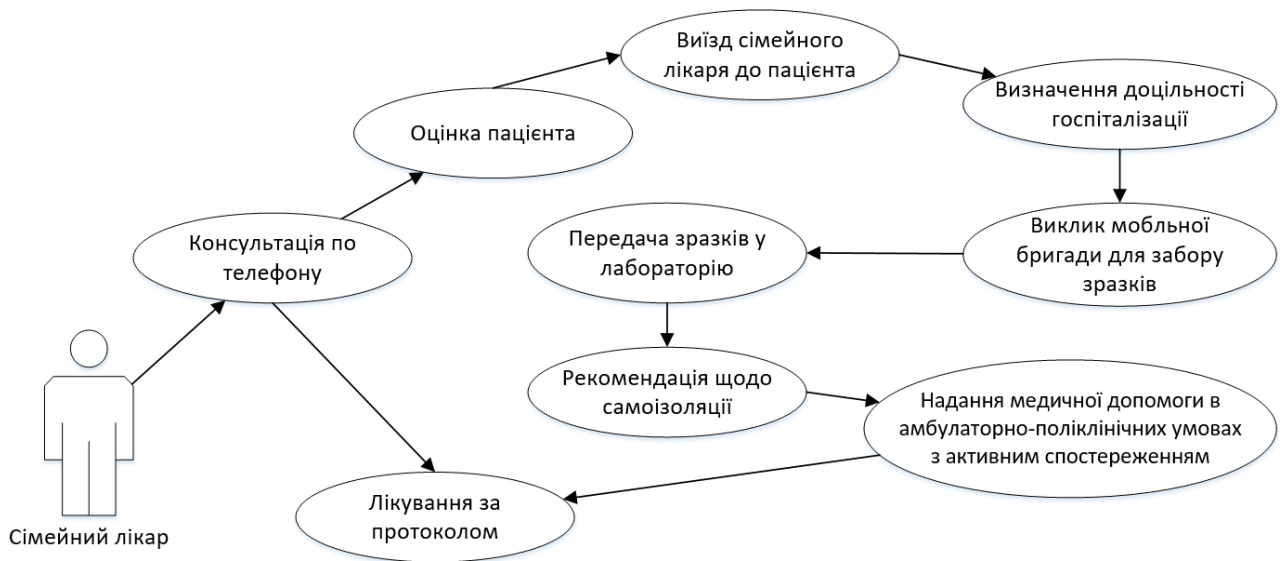 Виїзд сімейного
лікаря до пацієнта
Визначення доцільності
госпіталізації
Оцінка пацієнта
Консультація по
телефону
Передача зразків у
лабораторію
Виклик мобльної
бригади для забору
зразків
Рекомендація щодо
самоізоляції
Надання медичної допомоги в
амбулаторно-поліклінічних умовах
з активним спостереженням
Лікування за
протоколом
Сімейний лікар